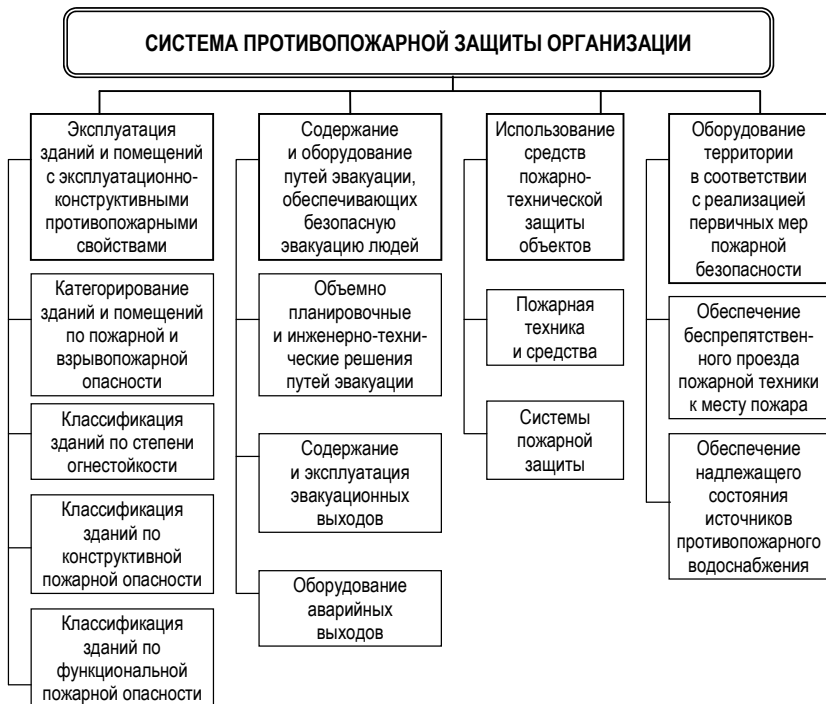 СИСТЕМА ПРОТИВОПОЖАРНОЙ ЗАЩИТЫ ОРГАНИЗАЦИИ
Эксплуатация
зданий и помещений
с эксплуатационно-
конструктивными
противопожарными
свойствами
Категорирование
зданий и помещений
по пожарной и
взрывопожарной
опасности
Классификация
зданий по степени
огнестойкости
Классификация
зданий по
конструктивной
пожарной опасности
Классификация
зданий по
функциональной
пожарной опасности
Содержание
и оборудование
путей эвакуации,
обеспечивающих
безопасную
эвакуацию людей
Объемно
планировочные
и инженерно-техни-
ческие решения
путей эвакуации
Содержание
и эксплуатация
эвакуационных
выходов
Оборудование
аварийных
выходов
Использование
средств
пожарно-
технической
защиты
объектов
Пожарная
техника
и средства
Системы
пожарной
защиты
Оборудование
территории
в соответствии
с реализацией
первичных мер
пожарной
безопасности
Обеспечение
беспрепятствен-
ного проезда
пожарной техники
к месту пожара
Обеспечение
надлежащего
состояния
источников
противопожарного
водоснабжения